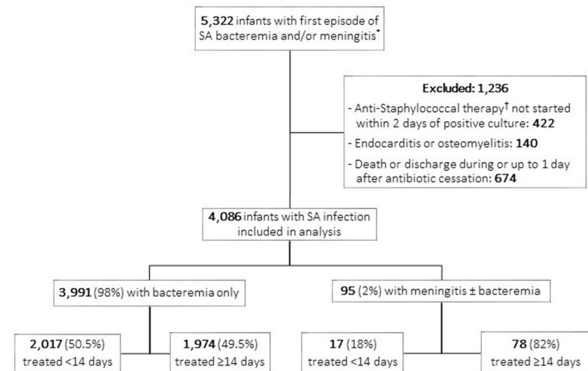 5,322 infants with first episode of
SA bacteremia and/or meningitis*
Excluded: 1,236
- Anti-Staphylococcal therapy† not started
within 2 days of positive culture: 422
- Endocarditis or osteomyelitis: 140
- Death or discharge during or up to 1 day
after antibiotic cessation: 674
4,086 infants with SA infection
included in analysis
3,991 (98%) with bacteremia only
95 (2%) with meningitis ± bacteremia
2,017 (50.5%)
treated <14 days
1,974 (49.5%)
treated ≥14 days
17 (18%)
treated <14 days
78 (82%)
treated ≥14 days